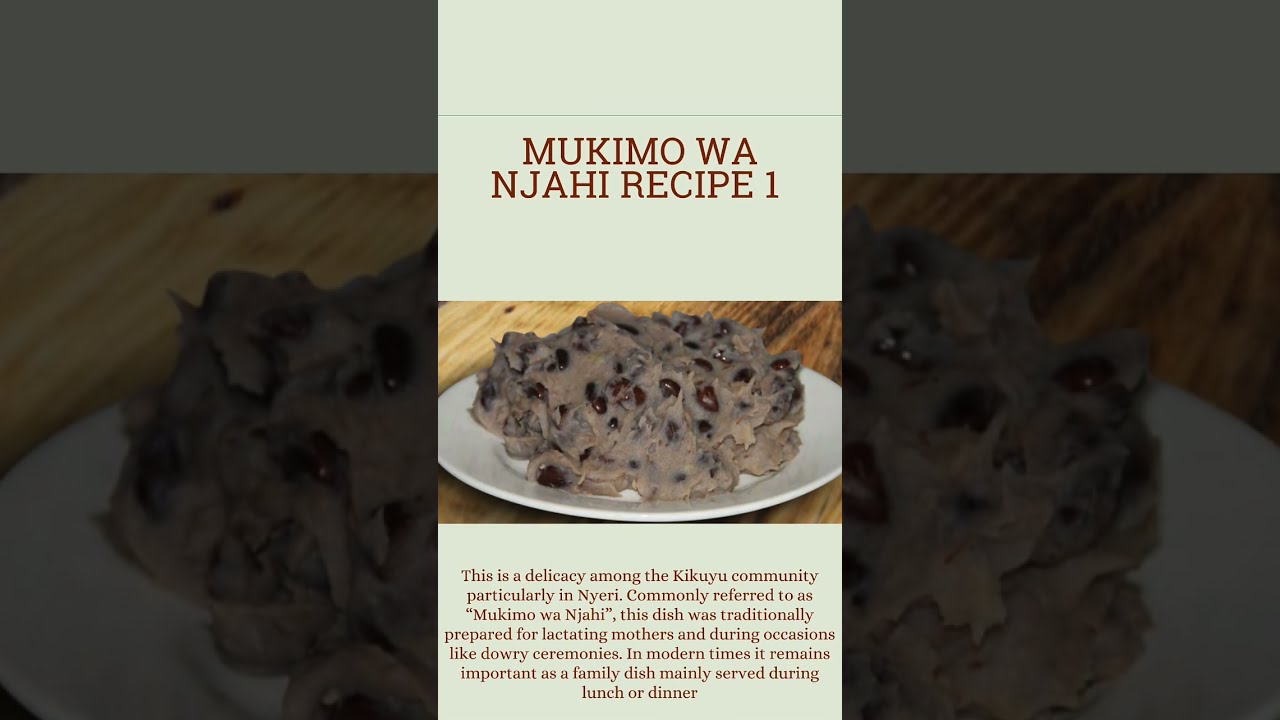 MUKIMO WA
NJAHI RECIPE 1
This is a delicacy among the Kikuyu community
particularly in Nyeri. Commonly referred to as
“Mukimo wa Njahi”, this dish was traditionally
prepared for lactating mothers and during occasions
like dowry ceremonies. In modern times it remains
important as a family dish mainly served during
lunch or dinner